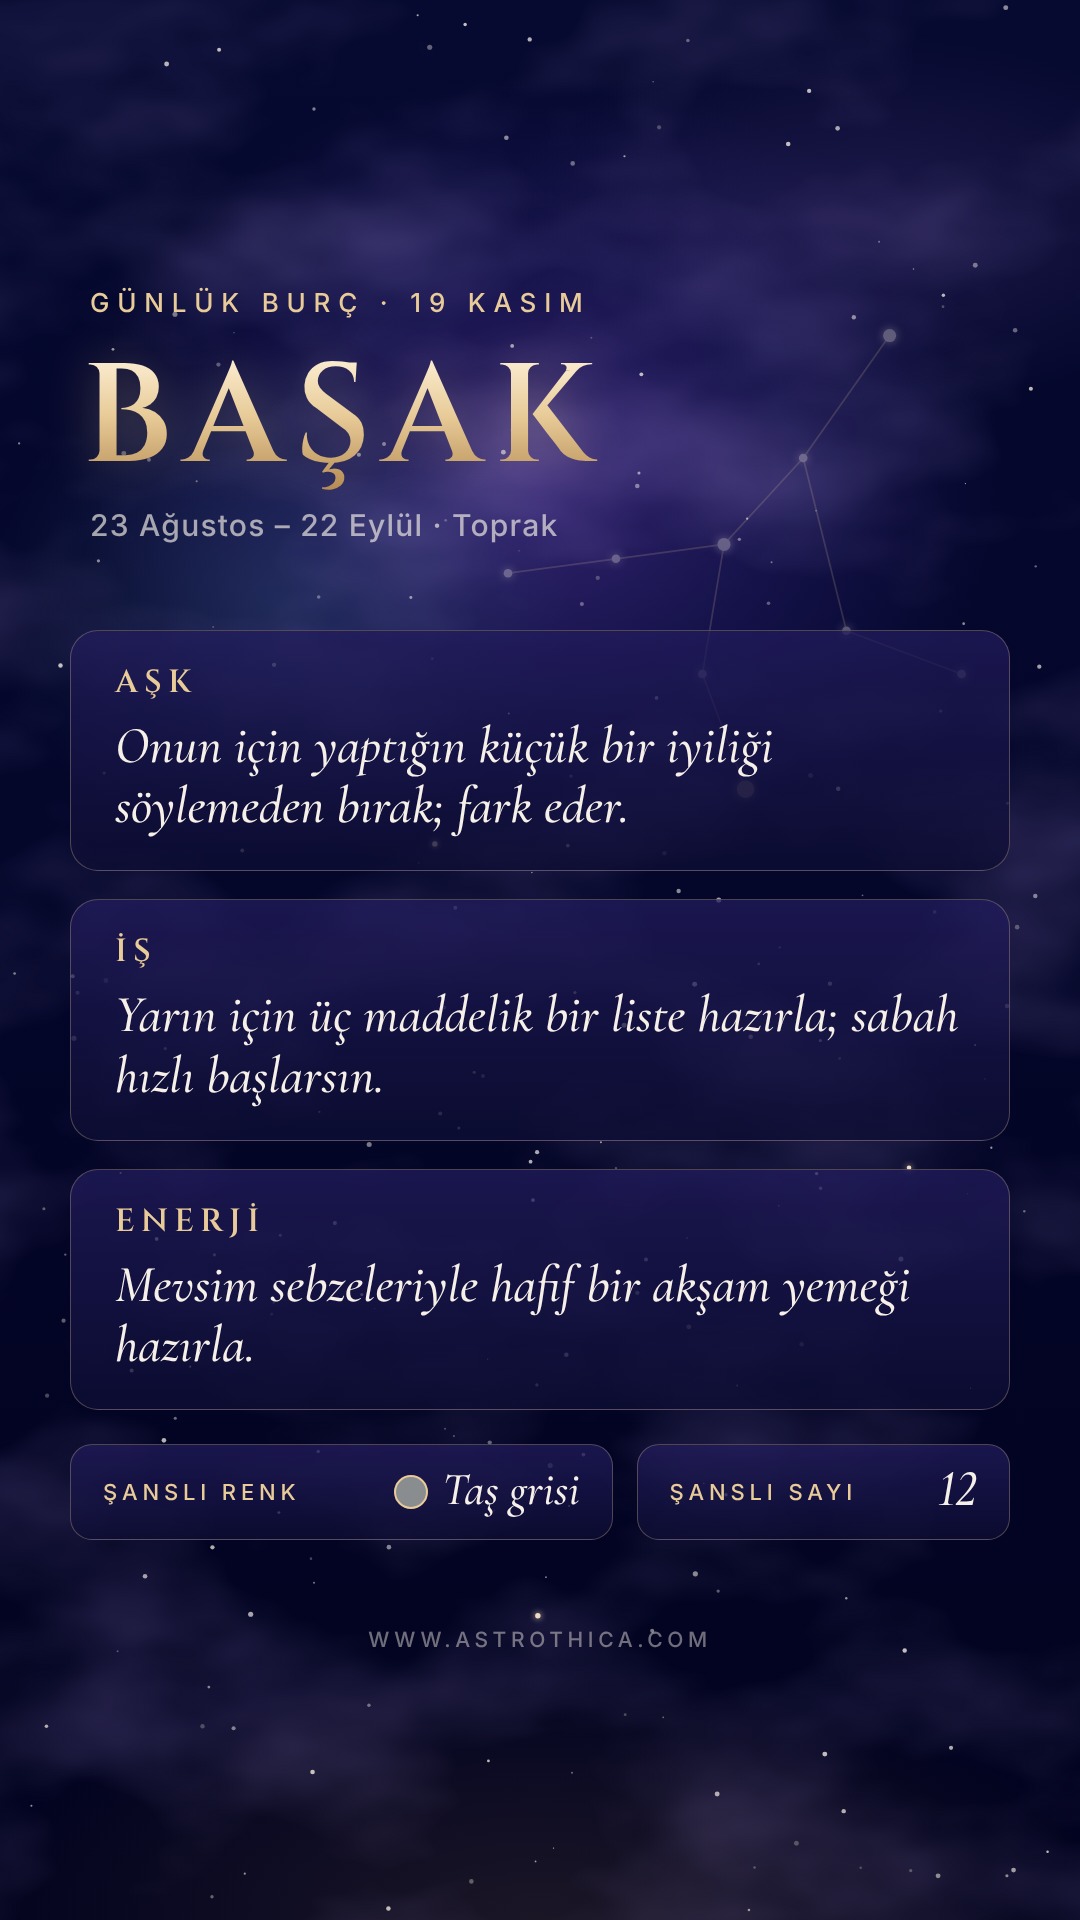 GÜNLÜK BURÇ · 19 KASIM
BAŞAK
23 Ağustos – 22 Eylül · Toprak
AŞK
Onun için yaptığın küçük bir iyiliği
söylemeden bırak; fark eder.
İŞ
Yarın için üç maddelik bir liste hazırla; sabah
hızlı başlarsın.
ENERJİ
Mevsim sebzeleriyle hafif bir akşam yemeği
hazırla.
ŞANSLI RENK Taş grisi
ŞANSLI SAYI 12
WWW.ASTROTHICA.COM